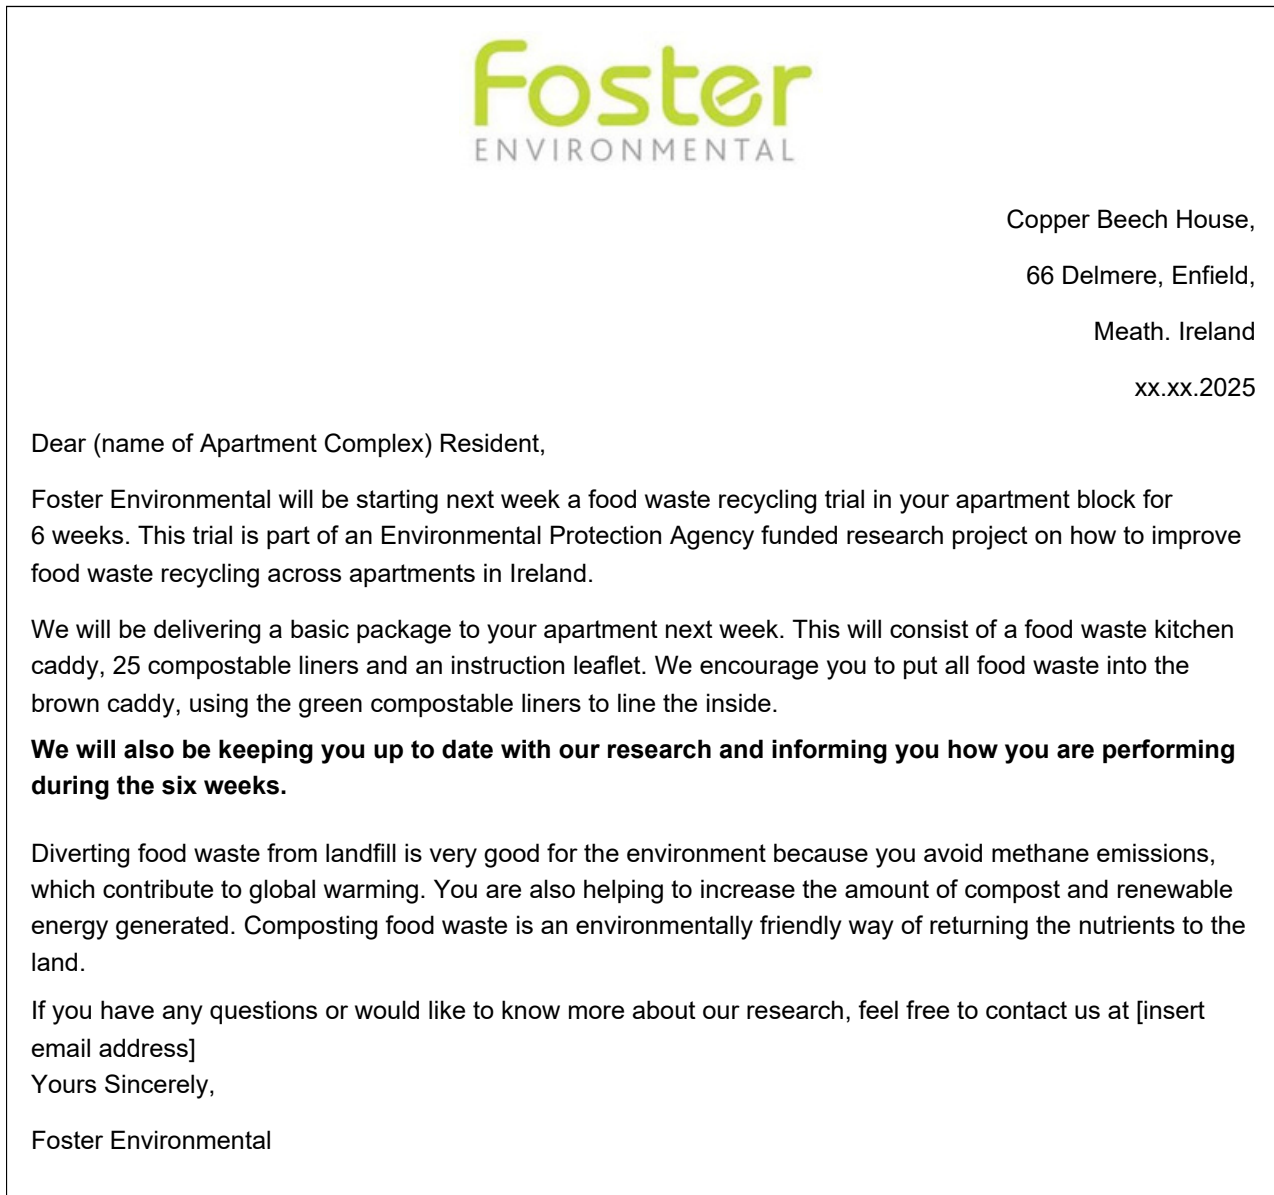 Foster
ENVIRONMENTAL
Copper Beech House,
66 Delmere, Enfield,
Meath. Ireland
xx.xx.2025
Dear (name of Apartment Complex) Resident,
Foster Environmental will be starting next week a food waste recycling trial in your apartment block for
6 weeks. This trial is part of an Environmental Protection Agency funded research project on how to improve
food waste recycling across apartments in Ireland.
We will be delivering a basic package to your apartment next week. This will consist of a food waste kitchen
caddy, 25 compostable liners and an instruction leaflet. We encourage you to put all food waste into the
brown caddy, using the green compostable liners to line the inside.
We will also be keeping you up to date with our research and informing you how you are performing
during the six weeks.
Diverting food waste from landfill is very good for the environment because you avoid methane emissions,
which contribute to global warming. You are also helping to increase the amount of compost and renewable
energy generated. Composting food waste is an environmentally friendly way of returning the nutrients to the
land.
If you have any questions or would like to know more about our research, feel free to contact us at [insert
email address]
Yours Sincerely,
Foster Environmental